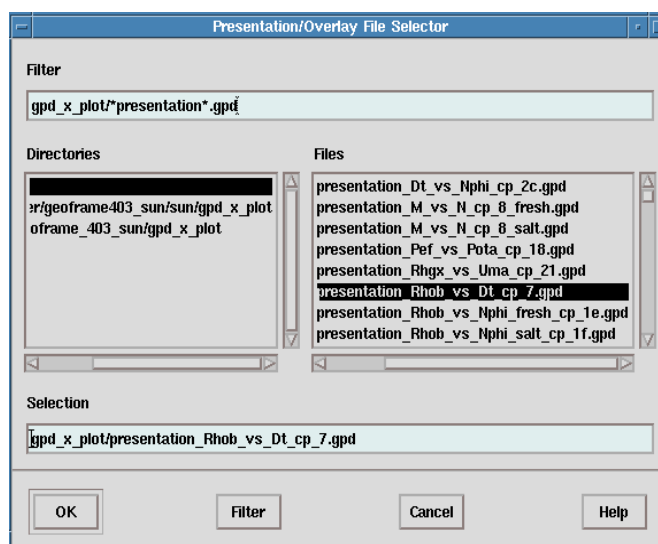 Presentation/Overlay File Selector
Filter
gpd_x_plot/*presentation*.gpd
Directories
er/geoframe403_sun/sun/gpd_x_plot
oframe_403_sun/gpd_x_plot
Files
presentation_Dt_vs_Nphi_cp_2c.gpd
presentation_M_vs_N_cp_8_fresh.gpd
presentation_M_vs_N_cp_8_salt.gpd
presentation_Pef_vs_Pota_cp_18.gpd
presentation_Rhgx_vs_Uma_cp_21.gpd
presentation_Rhob_vs_Dt_cp_7.gpd
presentation_Rhob_vs_Nphi_fresh_cp_1e.gpd
presentation_Rhob_vs_Nphi_salt_cp_1f.gpd
Selection
gpd_x_plot/presentation_Rhob_vs_Dt_cp_7.gpd
OK
Filter
Cancel
Help